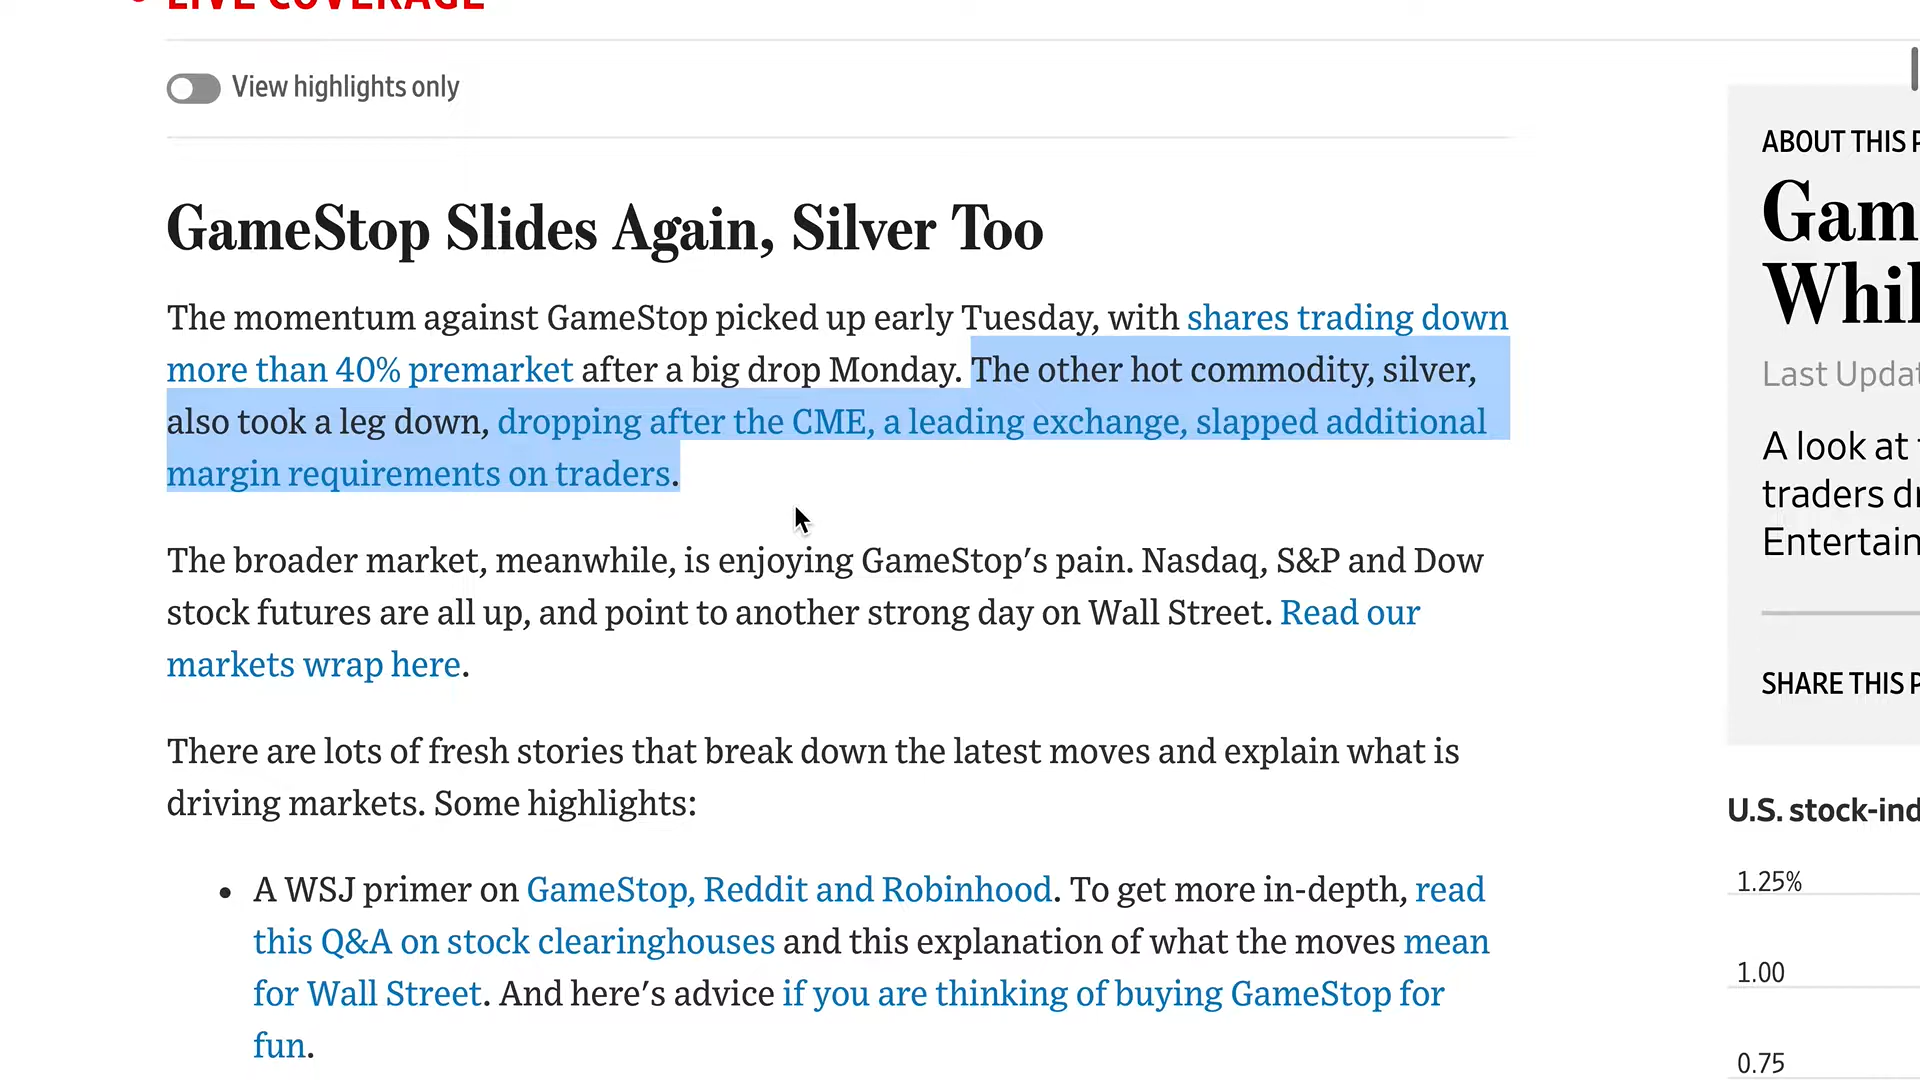 LIVE COVERAGE
View highlights only
GameStop Slides Again, Silver Too
The momentum against GameStop picked up early Tuesday, with shares trading down
more than 40% premarket after a big drop Monday. The other hot commodity, silver,
also took a leg down, dropping after the CME, a leading exchange, slapped additional
margin requirements on traders.
The broader market, meanwhile, is enjoying GameStop's pain. Nasdaq, S&P and Dow
stock futures are all up, and point to another strong day on Wall Street. Read our
markets wrap here.
There are lots of fresh stories that break down the latest moves and explain what is
driving markets. Some highlights:
• A WSJ primer on GameStop, Reddit and Robinhood. To get more in-depth, read
this Q&A on stock clearinghouses and this explanation of what the moves mean
for Wall Street. And here's advice if you are thinking of buying GameStop for
fun.
ABOUT THIS
Gam
Whil
Last Updat
A look at
traders dr
Entertain
SHARE THIS
U.S. stock-ind
1.25%
1.00
0.75